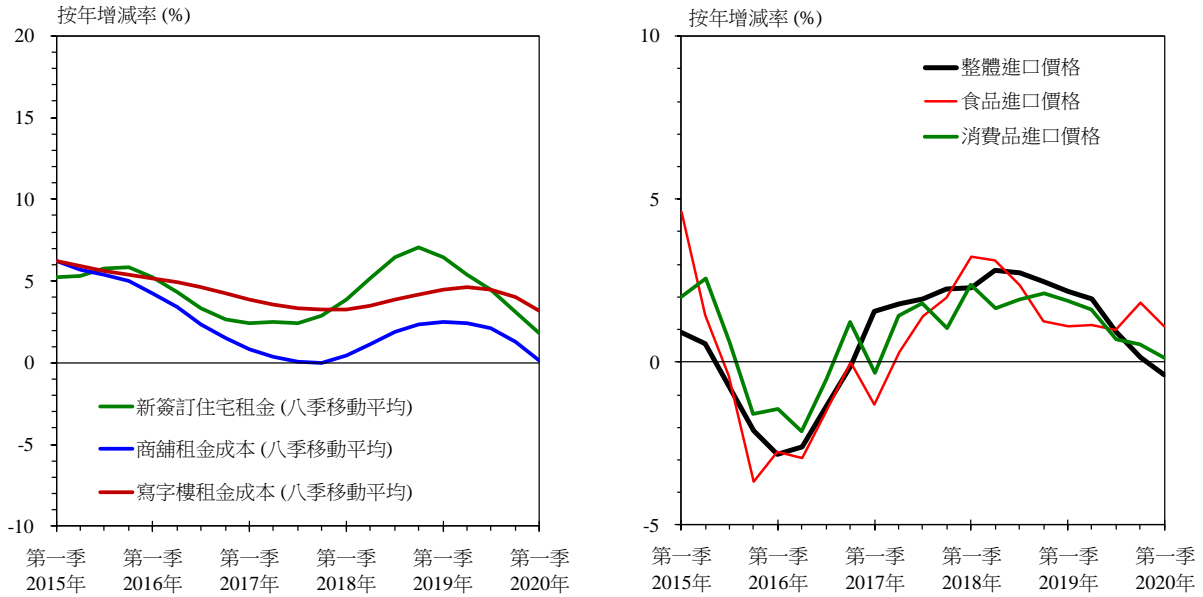 按年增減率 (%)
20
15
10
5
0
-5
-10
新簽訂住宅租金 (八季移動平均)
商舖租金成本 (八季移動平均)
寫字樓租金成本 (八季移動平均)
第一季 第一季 第一季 第一季 第一季 第一季
2015年 2016年 2017年 2018年 2019年 2020年
按年增減率 (%)
10
5
0
-5
整體進口價格
食品進口價格
消費品進口價格
第一季 第一季 第一季 第一季 第一季 第一季
2015年 2016年 2017年 2018年 2019年 2020年